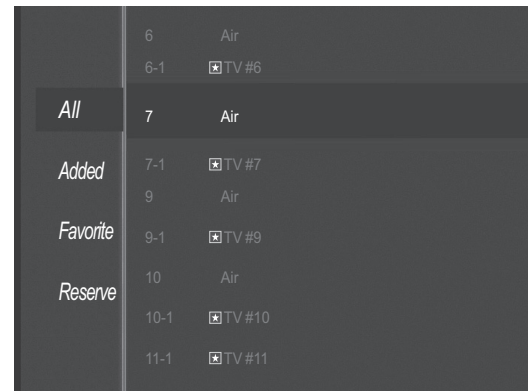 All
Added
Favorite
Reserve
6 Air
6-1 TV #6
7 Air
7-1 TV #7
9 Air
9-1 TV #9
10 Air
10-1 TV #10
11-1 TV #11